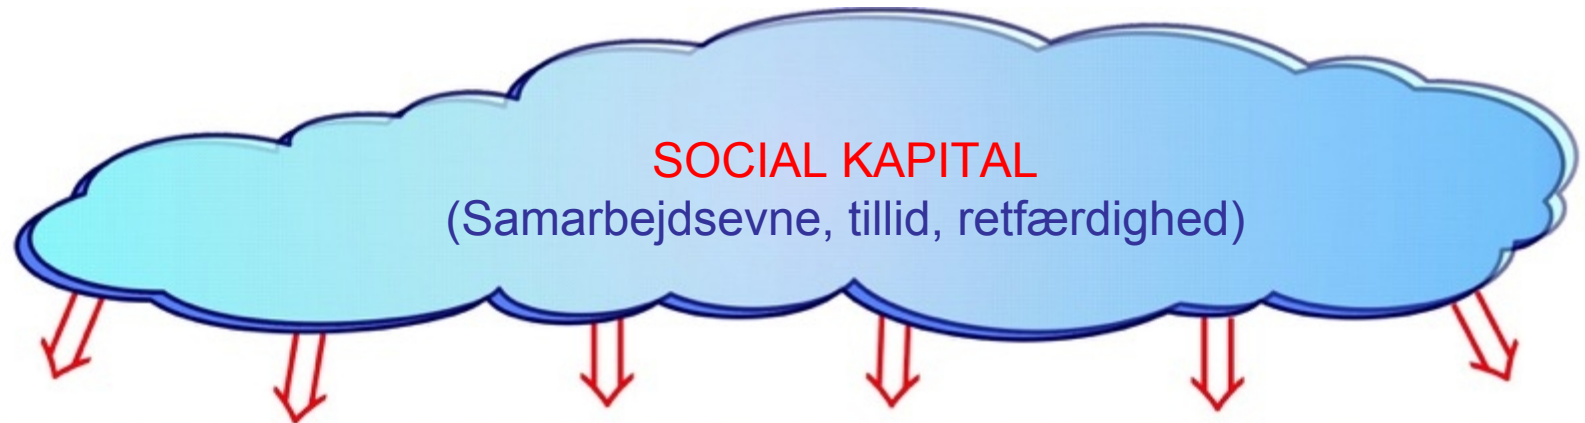 SOCIAL KAPITAL
(Samarbejdsevne, tillid, retfærdighed)